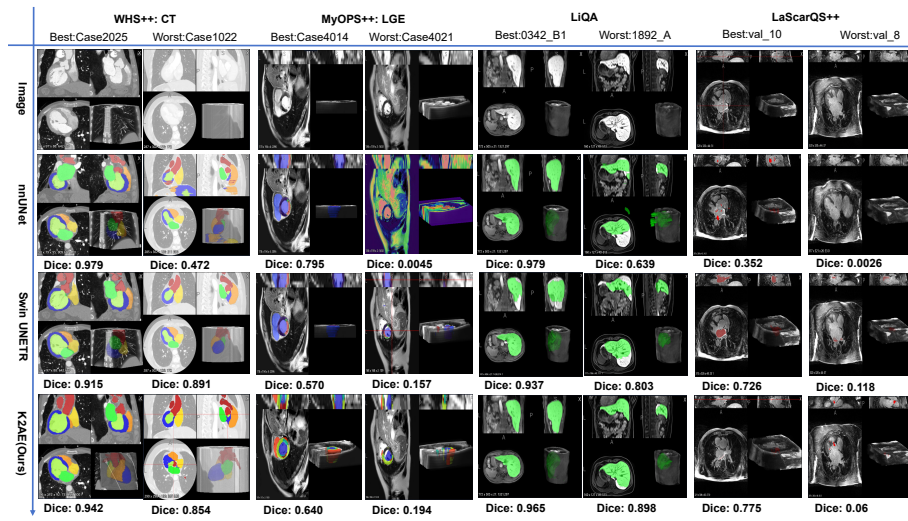 WHS++: CT MyOPS++: LGE LiQA LaScarQS++
Best:Case2025 Worst:Case1022 Best:Case4014 Worst:Case4021 Best:0342_B1 Worst:1892_A Best:val_10 Worst:val_8
Image
nnUNet
Dice: 0.979 Dice: 0.472 Dice: 0.795 Dice: 0.0045 Dice: 0.979 Dice: 0.639 Dice: 0.352 Dice: 0.0026
Swin UNETR
Dice: 0.915 Dice: 0.891 Dice: 0.570 Dice: 0.157 Dice: 0.937 Dice: 0.803 Dice: 0.726 Dice: 0.118
K2AE(Ours)
Dice: 0.942 Dice: 0.854 Dice: 0.640 Dice: 0.194 Dice: 0.965 Dice: 0.898 Dice: 0.775 Dice: 0.06